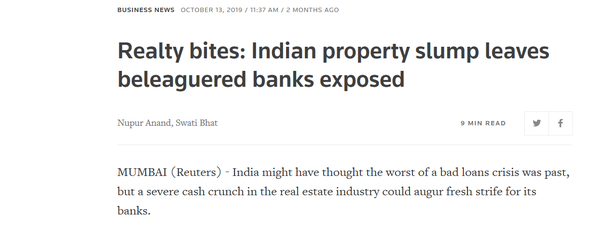 BUSINESS NEWS OCTOBER 13, 2019 / 11:37 AM / 2 MONTHS AGO
Realty bites: Indian property slump leaves
beleaguered banks exposed
Nupur Anand, Swati Bhat
9 MIN READ
MUMBAI (Reuters) - India might have thought the worst of a bad loans crisis was past,
but a severe cash crunch in the real estate industry could augur fresh strife for its
banks.